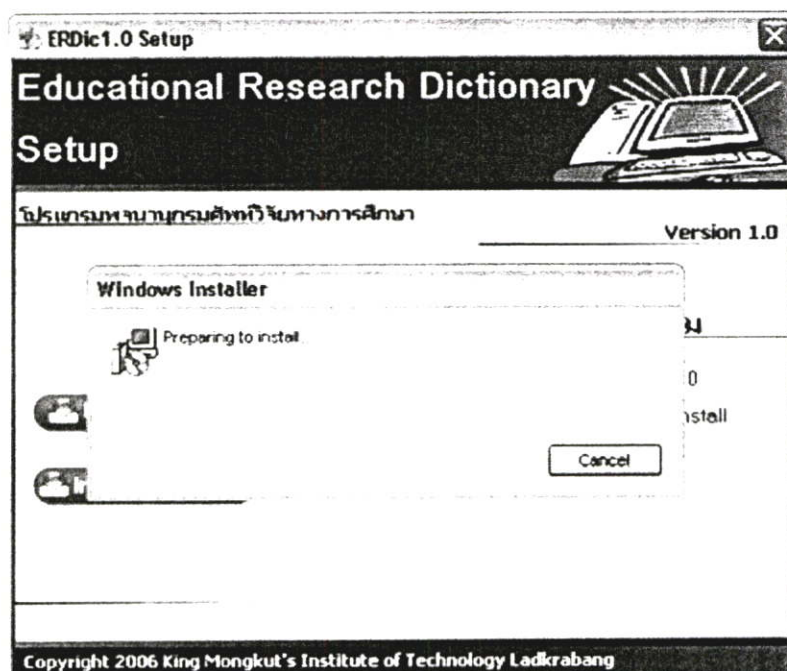 ERDic1.0 Setup
Educational Research Dictionary
Setup
โปรแกรมพจนานุกรมศัพท์วิจัยทางการศึกษา
Version 1.0
Windows Installer
Preparing to install...
Cancel
Copyright 2006 King Mongkut's Institute of Technology Ladkrabang